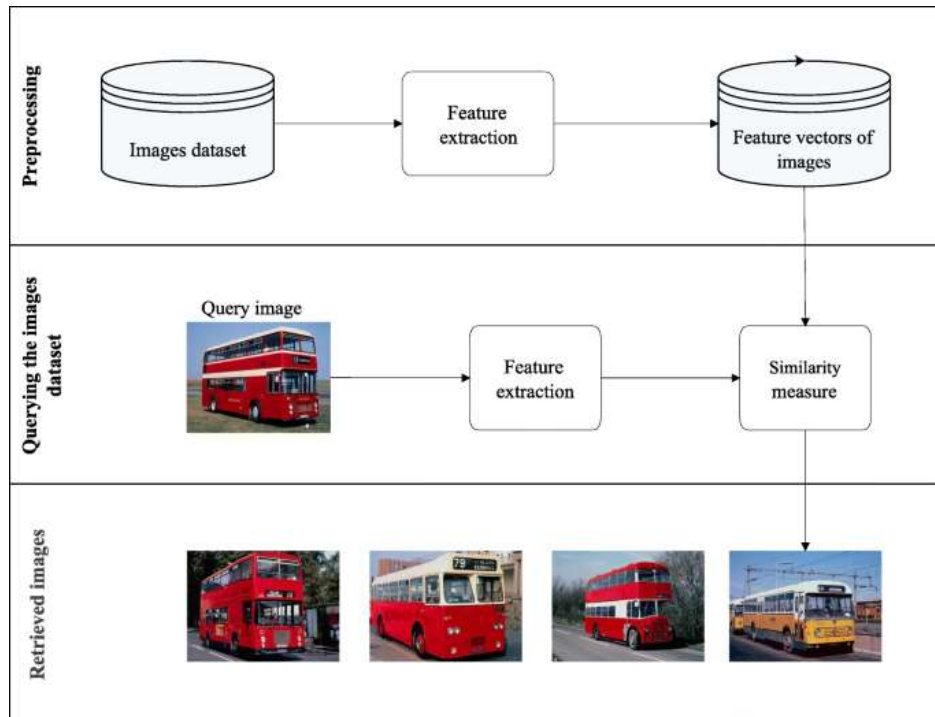 Preprocessing
Images dataset
Feature
extraction
Feature vectors of
images
Querying the images
dataset
Query image
Feature
extraction
Similarity
measure
Retrieved images
79